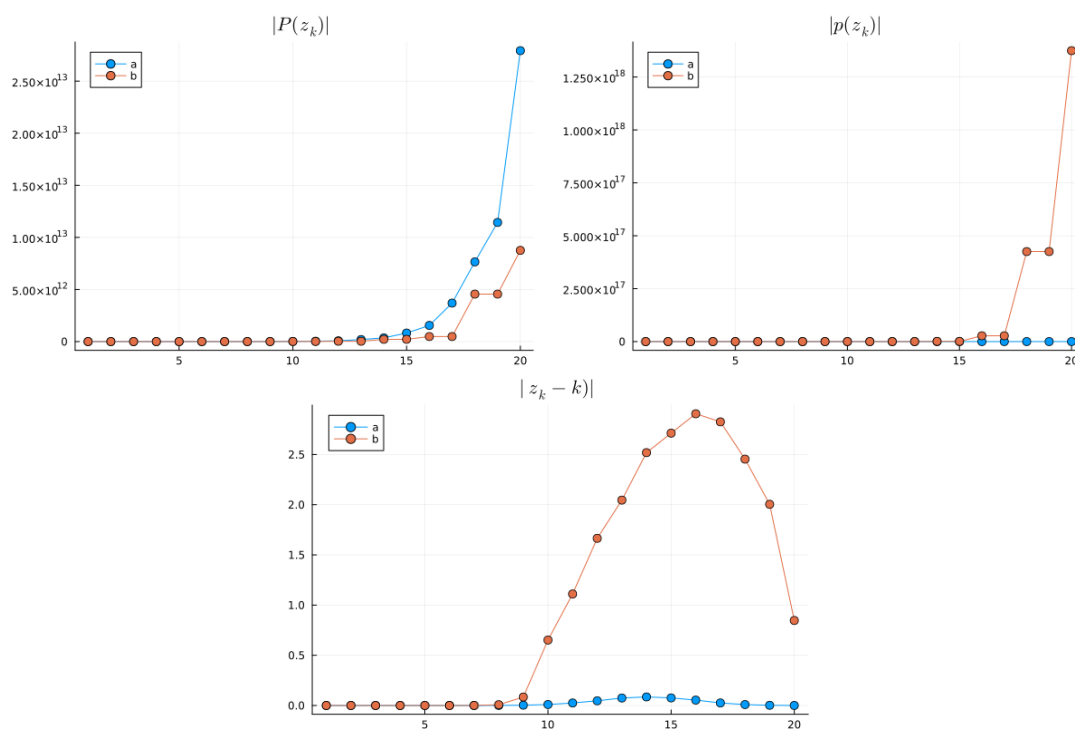 |P(z_k)|
a
b
2.50×10^13
2.00×10^13
1.50×10^13
1.00×10^13
5.00×10^12
0
5 10 15 20
|p(z_k)|
a
b
1.250×10^18
1.000×10^18
7.500×10^17
5.000×10^17
2.500×10^17
0
5 10 15 20
| z_k − k)|
a
b
2.5
2.0
1.5
1.0
0.5
0.0
5 10 15 20